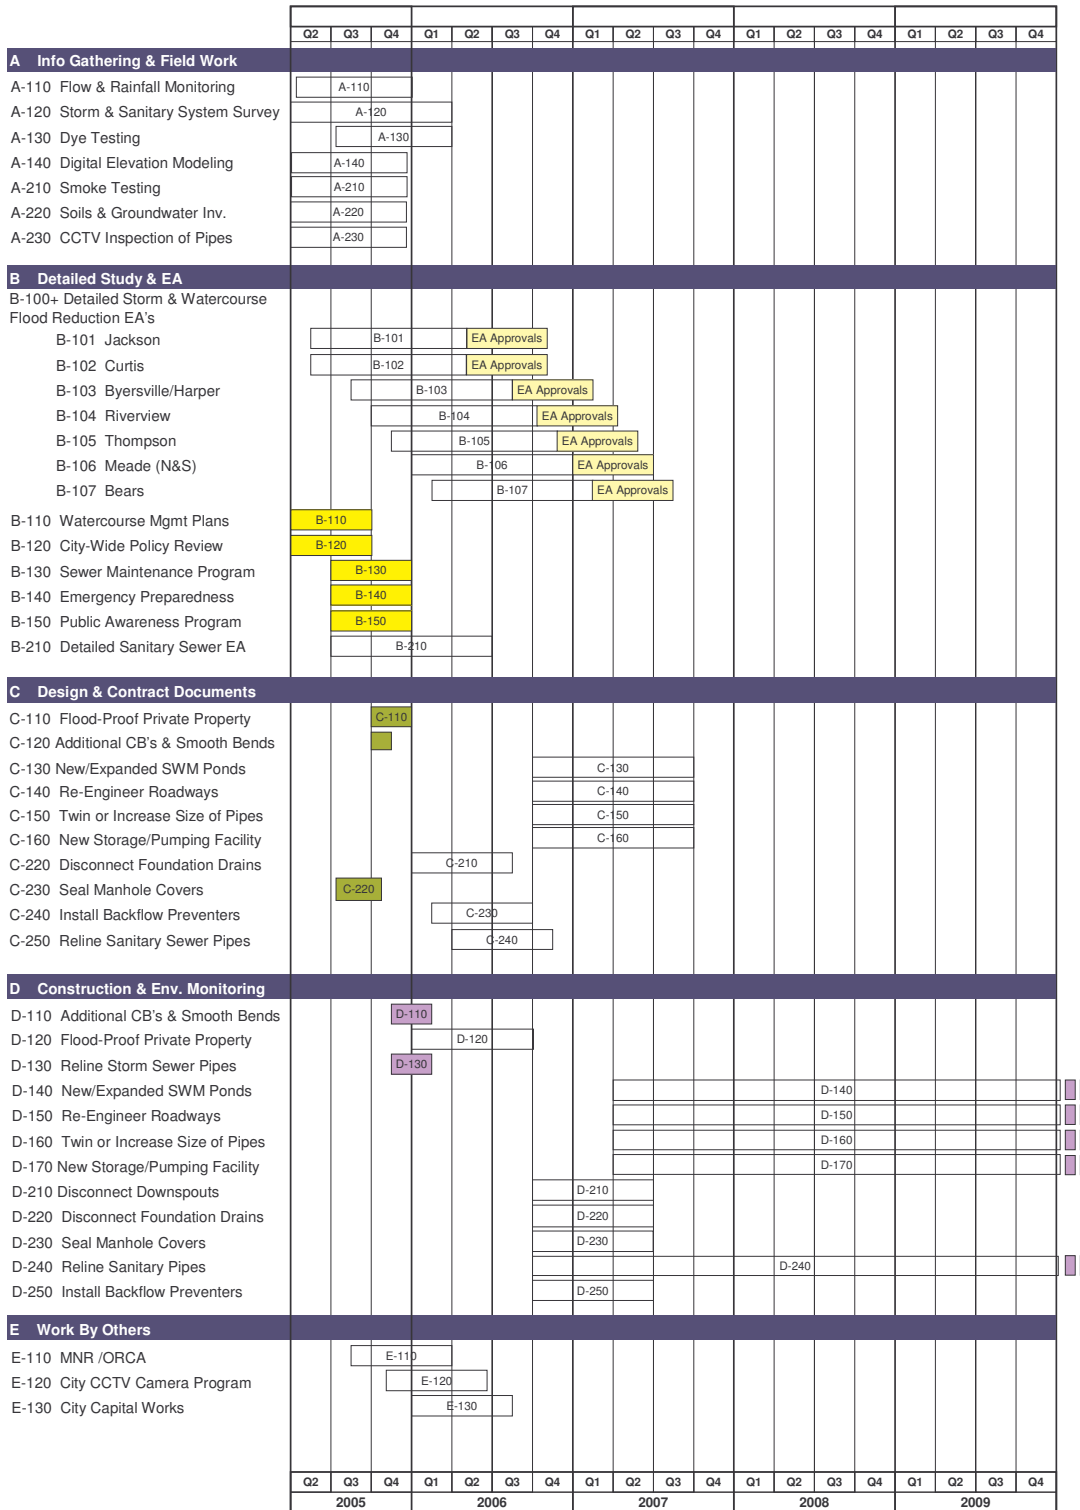 Q2 Q3 Q4 Q1 Q2 Q3 Q4 Q1 Q2 Q3 Q4 Q1 Q2 Q3 Q4 Q1 Q2 Q3 Q4
A Info Gathering & Field Work
A-110 Flow & Rainfall Monitoring A-110
A-120 Storm & Sanitary System Survey A-120
A-130 Dye Testing A-130
A-140 Digital Elevation Modeling A-140
A-210 Smoke Testing A-210
A-220 Soils & Groundwater Inv. A-220
A-230 CCTV Inspection of Pipes A-230
B Detailed Study & EA
B-100+ Detailed Storm & Watercourse
Flood Reduction EA's
B-101 Jackson B-101 EA Approvals
B-102 Curtis B-102 EA Approvals
B-103 Byersville/Harper B-103 EA Approvals
B-104 Riverview B-104 EA Approvals
B-105 Thompson B-105 EA Approvals
B-106 Meade (N&S) B-106 EA Approvals
B-107 Bears B-107 EA Approvals
B-110 Watercourse Mgmt Plans B-110
B-120 City-Wide Policy Review B-120
B-130 Sewer Maintenance Program B-130
B-140 Emergency Preparedness B-140
B-150 Public Awareness Program B-150
B-210 Detailed Sanitary Sewer EA B-210
C Design & Contract Documents
C-110 Flood-Proof Private Property C-110
C-120 Additional CB's & Smooth Bends
C-130 New/Expanded SWM Ponds C-130
C-140 Re-Engineer Roadways C-140
C-150 Twin or Increase Size of Pipes C-150
C-160 New Storage/Pumping Facility C-160
C-220 Disconnect Foundation Drains C-210
C-230 Seal Manhole Covers C-220
C-240 Install Backflow Preventers C-230
C-250 Reline Sanitary Sewer Pipes C-240
D Construction & Env. Monitoring
D-110 Additional CB's & Smooth Bends D-110
D-120 Flood-Proof Private Property D-120
D-130 Reline Storm Sewer Pipes D-130
D-140 New/Expanded SWM Ponds D-140
D-150 Re-Engineer Roadways D-150
D-160 Twin or Increase Size of Pipes D-160
D-170 New Storage/Pumping Facility D-170
D-210 Disconnect Downspouts D-210
D-220 Disconnect Foundation Drains D-220
D-230 Seal Manhole Covers D-230
D-240 Reline Sanitary Pipes D-240
D-250 Install Backflow Preventers D-250
E Work By Others
E-110 MNR /ORCA E-110
E-120 City CCTV Camera Program E-120
E-130 City Capital Works E-130
Q2 Q3 Q4 Q1 Q2 Q3 Q4 Q1 Q2 Q3 Q4 Q1 Q2 Q3 Q4 Q1 Q2 Q3 Q4
2005 2006 2007 2008 2009